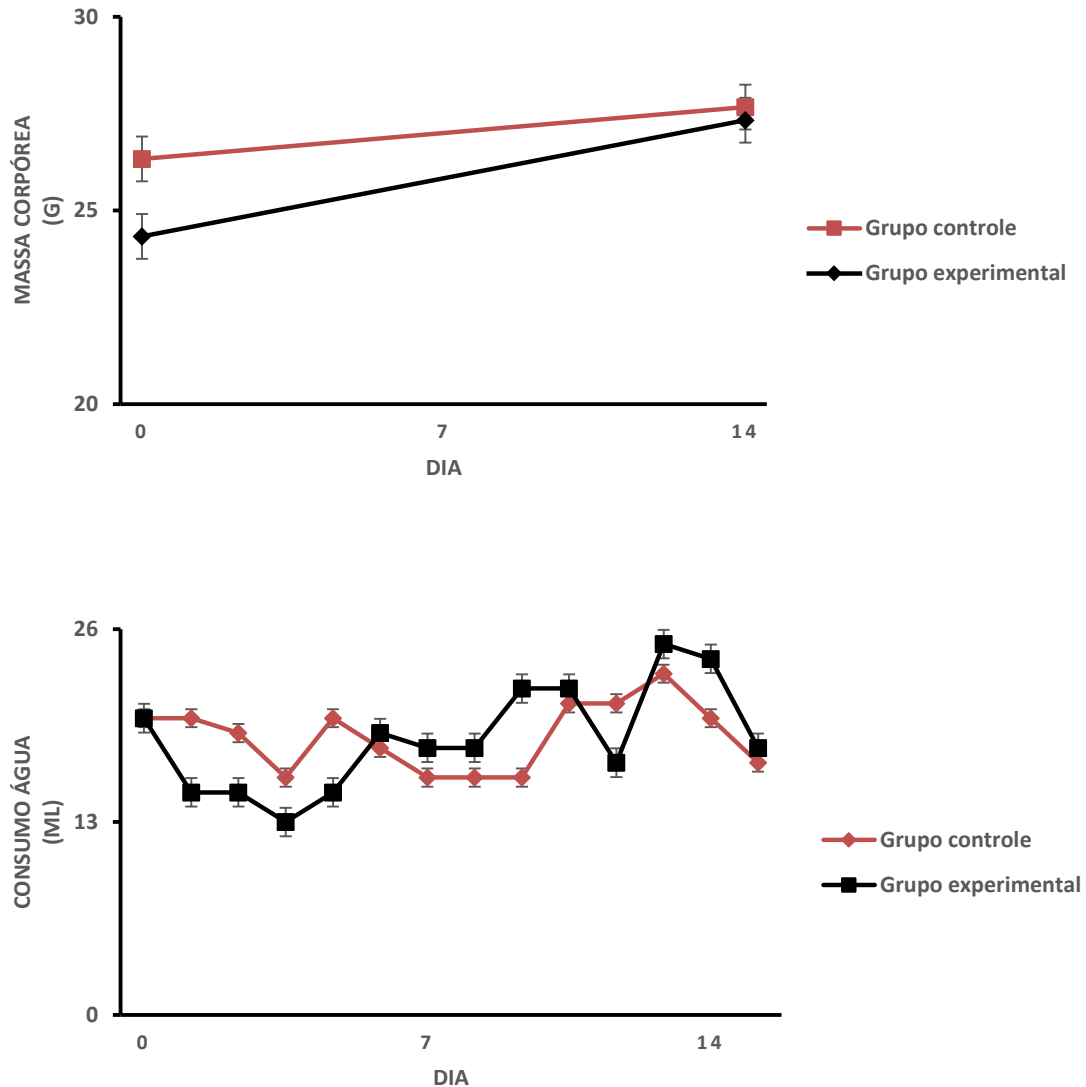 30
25
20
MASSA CORPÓREA
(G)
0 7 14
DIA
Grupo controle
Grupo experimental
26
13
0
CONSUMO ÁGUA
(ML)
0 7 14
DIA
Grupo controle
Grupo experimental